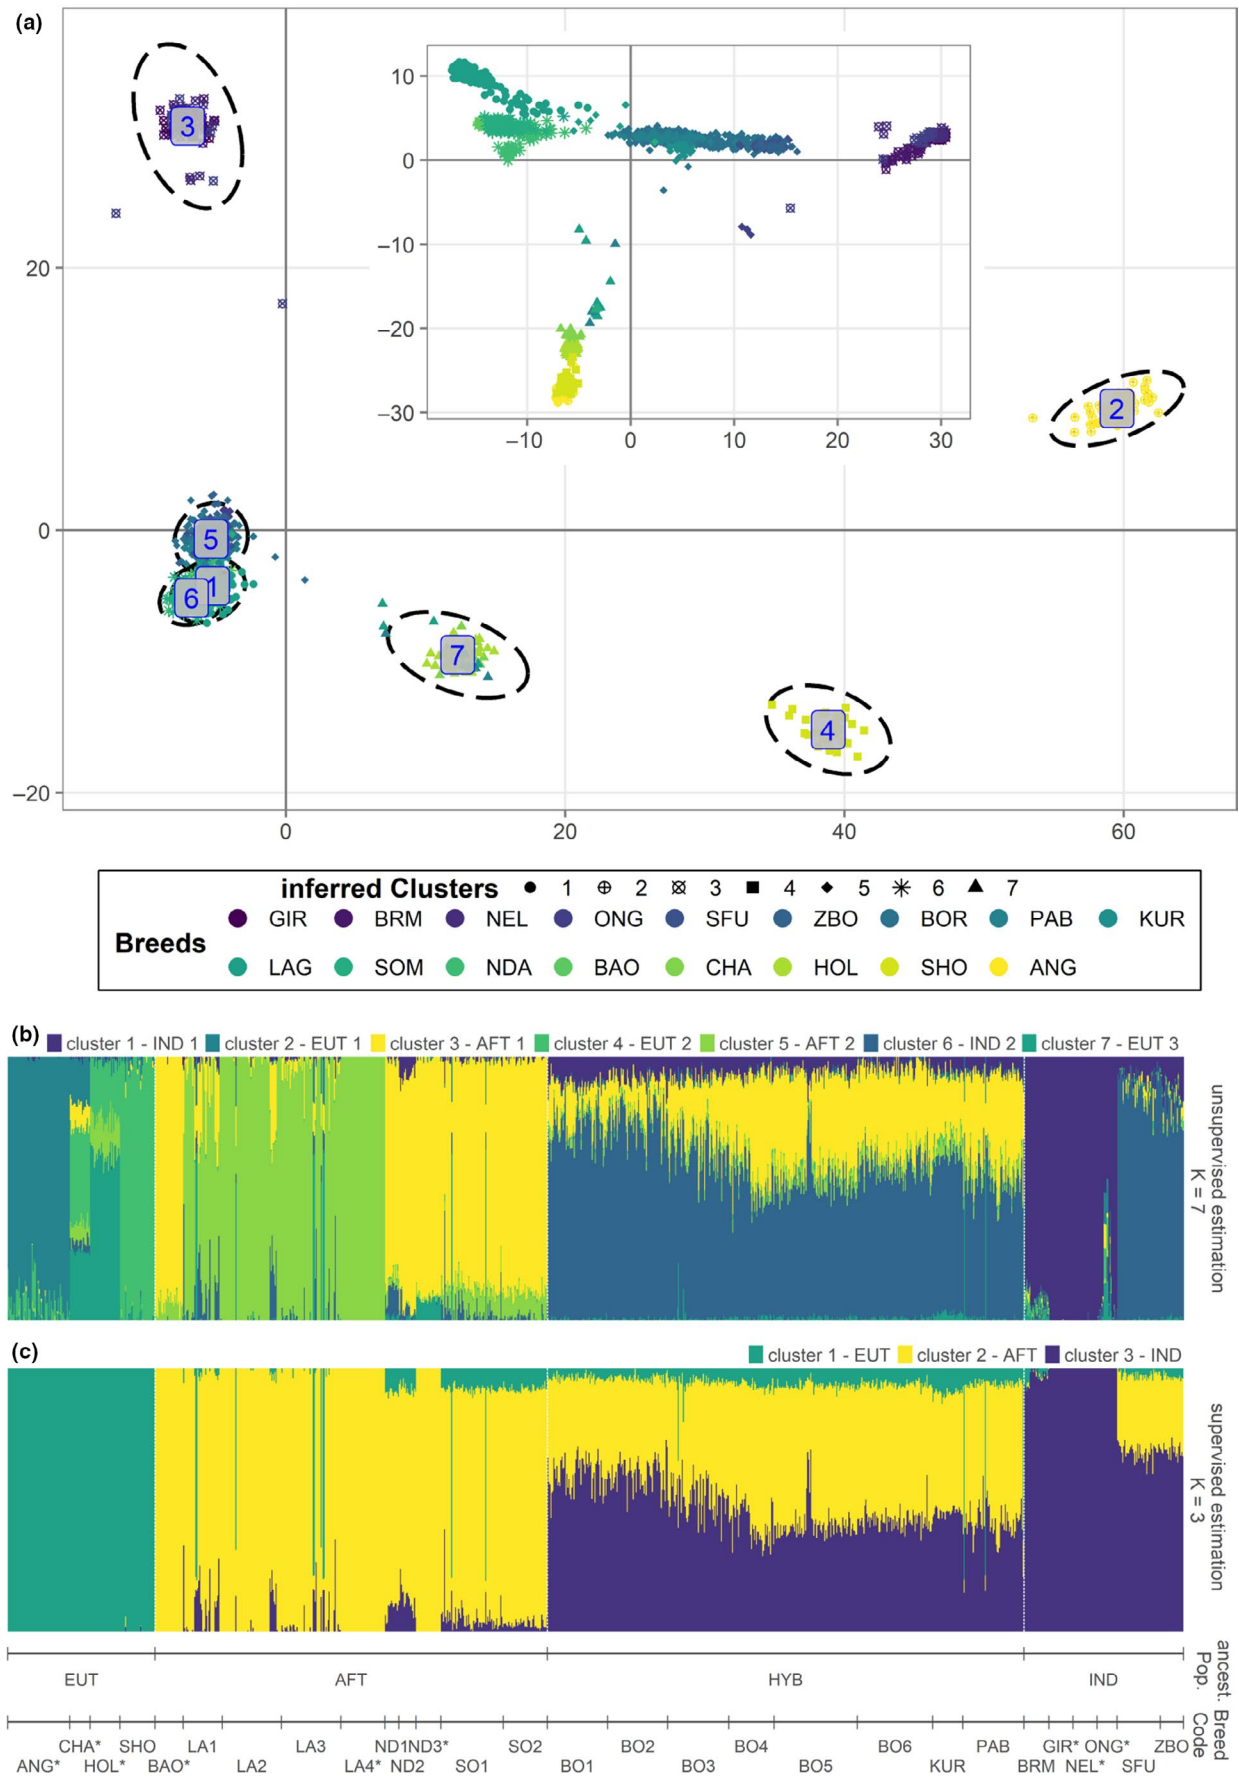 (a)
20
0
−20
0
20
40
60
10
0
−10
−20
−30
−10
0
10
20
30
3
2
5
1
6
7
4
inferred Clusters 1 2 3 4 5 6 7
Breeds
GIR BRM NEL ONG SFU ZBO BOR PAB KUR
LAG SOM NDA BAO CHA HOL SHO ANG
(b)
cluster 1 - IND 1 cluster 2 - EUT 1 cluster 3 - AFT 1 cluster 4 - EUT 2 cluster 5 - AFT 2 cluster 6 - IND 2 cluster 7 - EUT 3
unsupervised estimation
K = 7
(c)
cluster 1 - EUT cluster 2 - AFT cluster 3 - IND
supervised estimation
K = 3
EUT AFT HYB IND
ancest.
Pop.
CHA* SHO LA1 LA3 ND1 ND3* SO2 BO2 BO4 BO6 PAB GIR* ONG* ZBO
ANG* HOL* BAO* LA2 LA4* ND2 SO1 BO1 BO3 BO5 KUR BRM NEL* SFU
Breed
Code